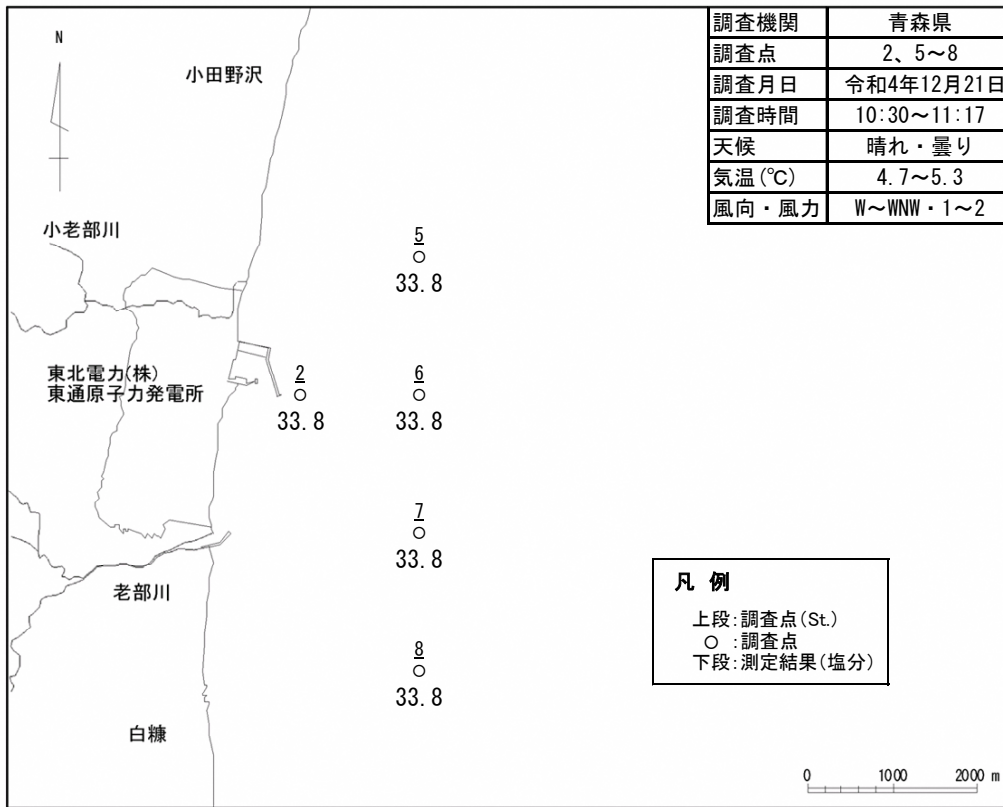 調査機関 青森県
調査点 2、5～8
調査月日 令和4年12月21日
調査時間 10:30～11:17
天候 晴れ・曇り
気温(℃) 4.7～5.3
風向・風力 W～WNW・1～2
N
小田野沢
小老部川
5
33.8
東北電力(株)
東通原子力発電所
2
33.8
6
33.8
7
33.8
老部川
8
33.8
白糠
凡 例
上段:調査点(St.)
○ :調査点
下段:測定結果(塩分)
0 1000 2000 m